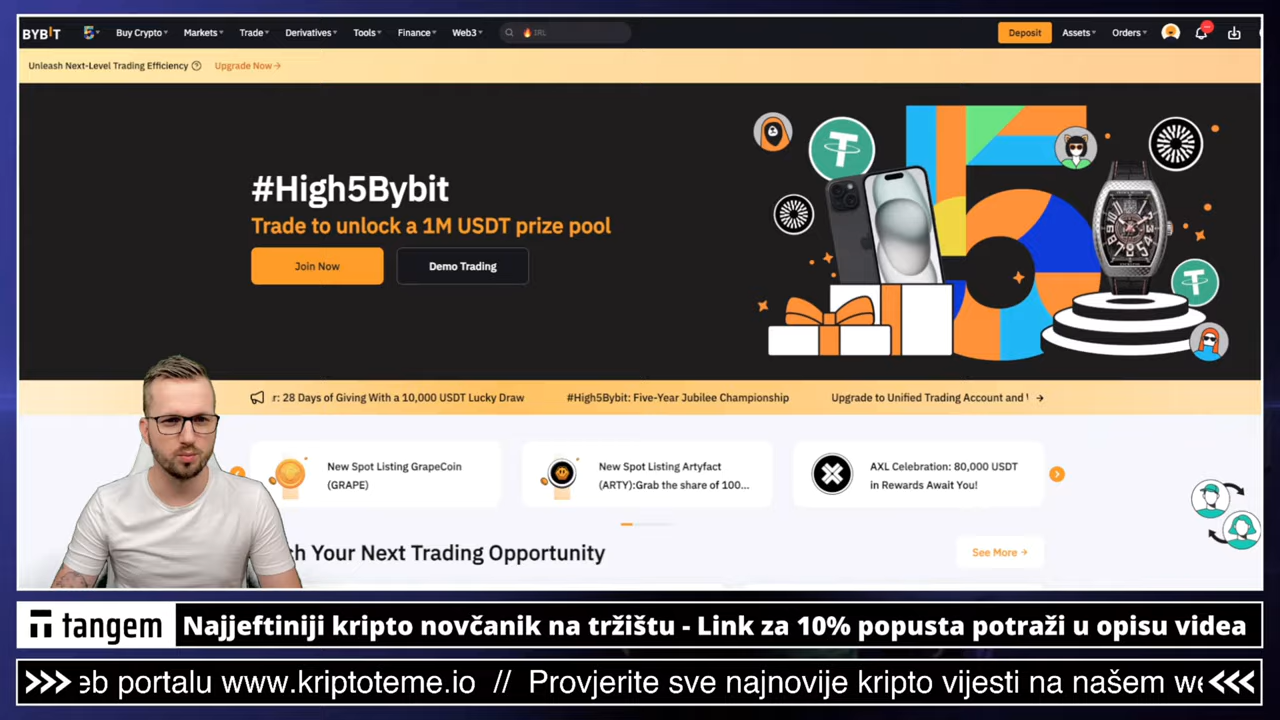 BYBIT
Buy Crypto
Markets
Trade
Derivatives
Tools
Finance
Web3
IRL
Deposit
Assets
Orders
Unleash Next-Level Trading Efficiency
Upgrade Now
#High5Bybit
Trade to unlock a 1M USDT prize pool
Join Now
Demo Trading
r: 28 Days of Giving With a 10,000 USDT Lucky Draw
#High5Bybit: Five-Year Jubilee Championship
Upgrade to Unified Trading Account and
New Spot Listing GrapeCoin
(GRAPE)
New Spot Listing Artyfact
(ARTY):Grab the share of 100...
AXL Celebration: 80,000 USDT
in Rewards Await You!
ch Your Next Trading Opportunity
See More
tangem
Najjeftiniji kripto novčanik na tržištu - Link za 10% popusta potraži u opisu videa
eb portalu www.kriptoteme.io // Provjerite sve najnovije kripto vijesti na našem we